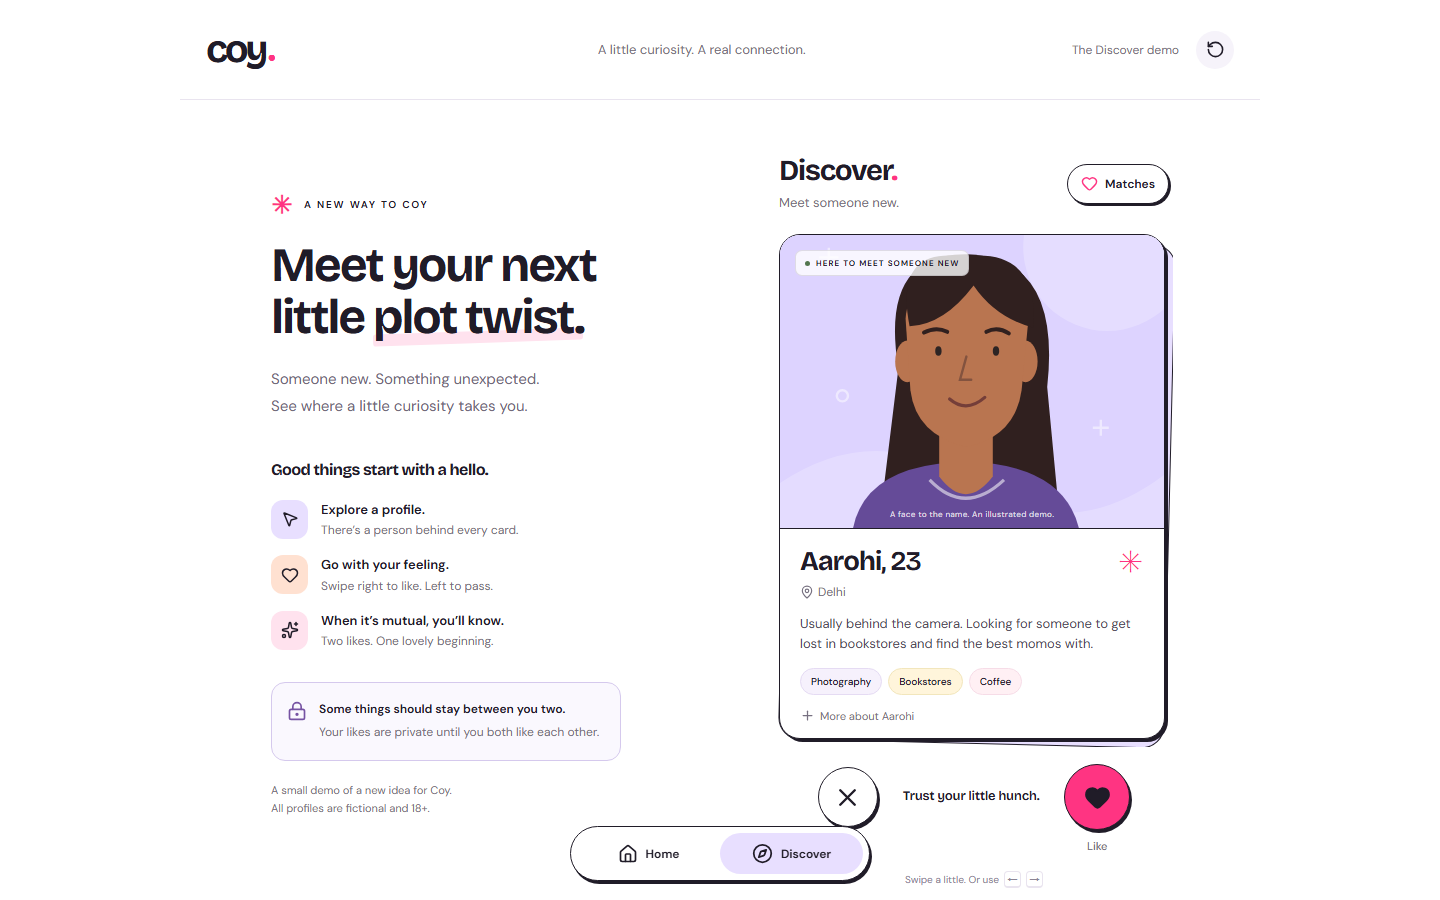 coy.
A little curiosity. A real connection.
The Discover demo
A NEW WAY TO COY
Meet your next
little plot twist.
Someone new. Something unexpected.
See where a little curiosity takes you.
Good things start with a hello.
Explore a profile.
There’s a person behind every card.
Go with your feeling.
Swipe right to like. Left to pass.
When it’s mutual, you’ll know.
Two likes. One lovely beginning.
Some things should stay between you two.
Your likes are private until you both like each other.
A small demo of a new idea for Coy.
All profiles are fictional and 18+.
Discover.
Meet someone new.
Matches
HERE TO MEET SOMEONE NEW
A face to the name. An illustrated demo.
Aarohi, 23
Delhi
Usually behind the camera. Looking for someone to get
lost in bookstores and find the best momos with.
Photography
Bookstores
Coffee
More about Aarohi
Trust your little hunch.
Like
Home
Discover
Swipe a little. Or use ← →